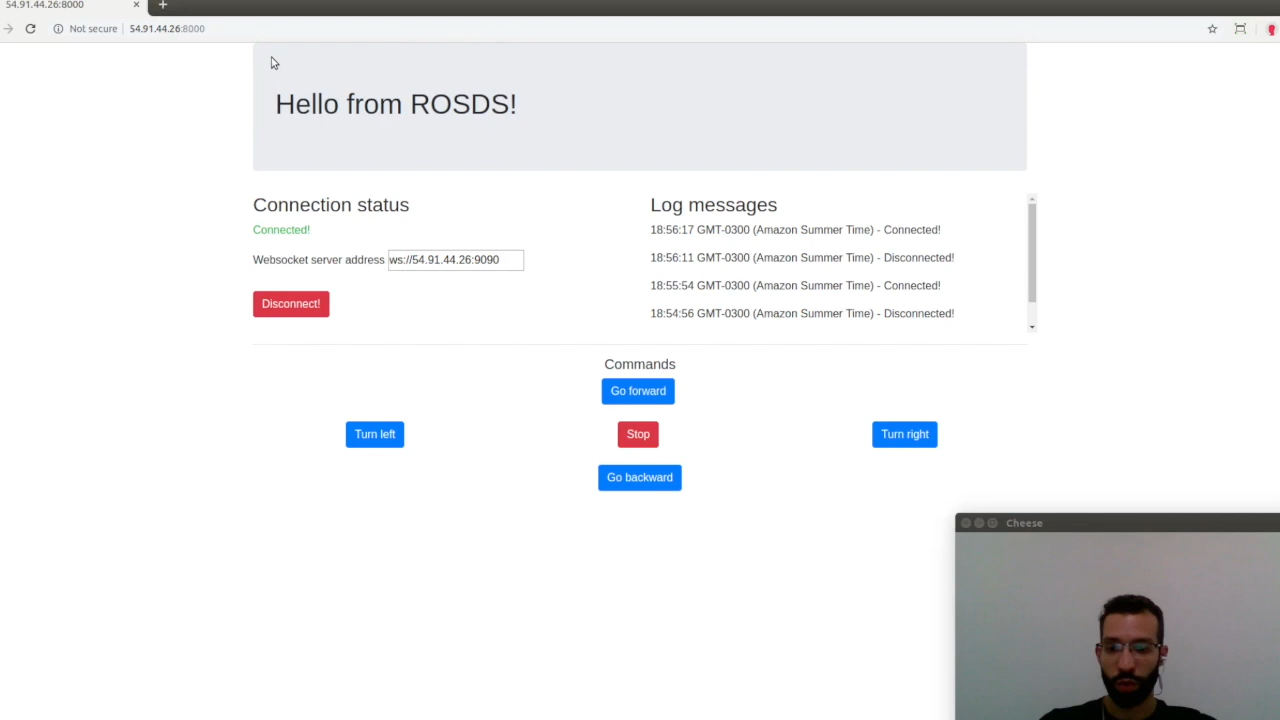 54.91.44.26:8000
Not secure
54.91.44.26:8000
Hello from ROSDS!
Connection status
Connected!
Websocket server address ws://54.91.44.26:9090
Disconnect!
Log messages
18:56:17 GMT-0300 (Amazon Summer Time) - Connected!
18:56:11 GMT-0300 (Amazon Summer Time) - Disconnected!
18:55:54 GMT-0300 (Amazon Summer Time) - Connected!
18:54:56 GMT-0300 (Amazon Summer Time) - Disconnected!
Commands
Go forward
Turn left
Stop
Turn right
Go backward
Cheese